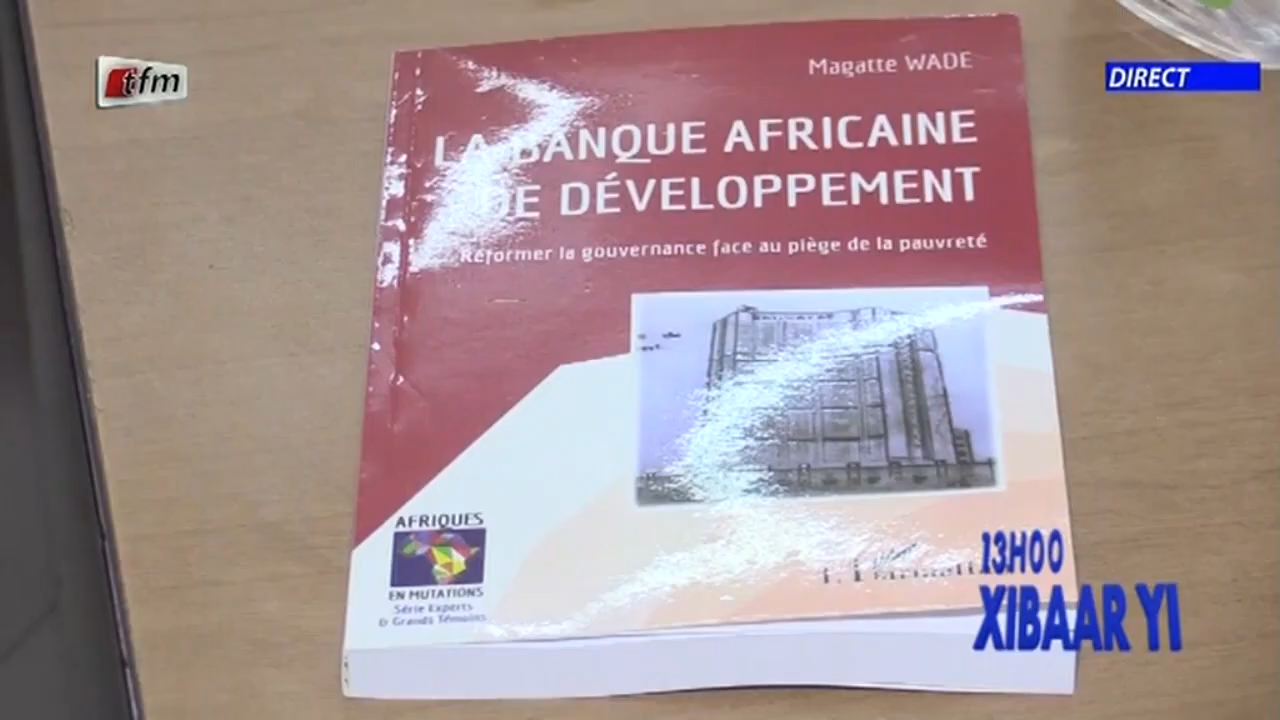 tfm
DIRECT
Magatte WADE
LA BANQUE AFRICAINE
DE DÉVELOPPEMENT
Réformer la gouvernance face au piège de la pauvreté
AFRIQUES
EN MUTATIONS
Série Experts
& Grands Témoins
13H00
XIBAAR YI